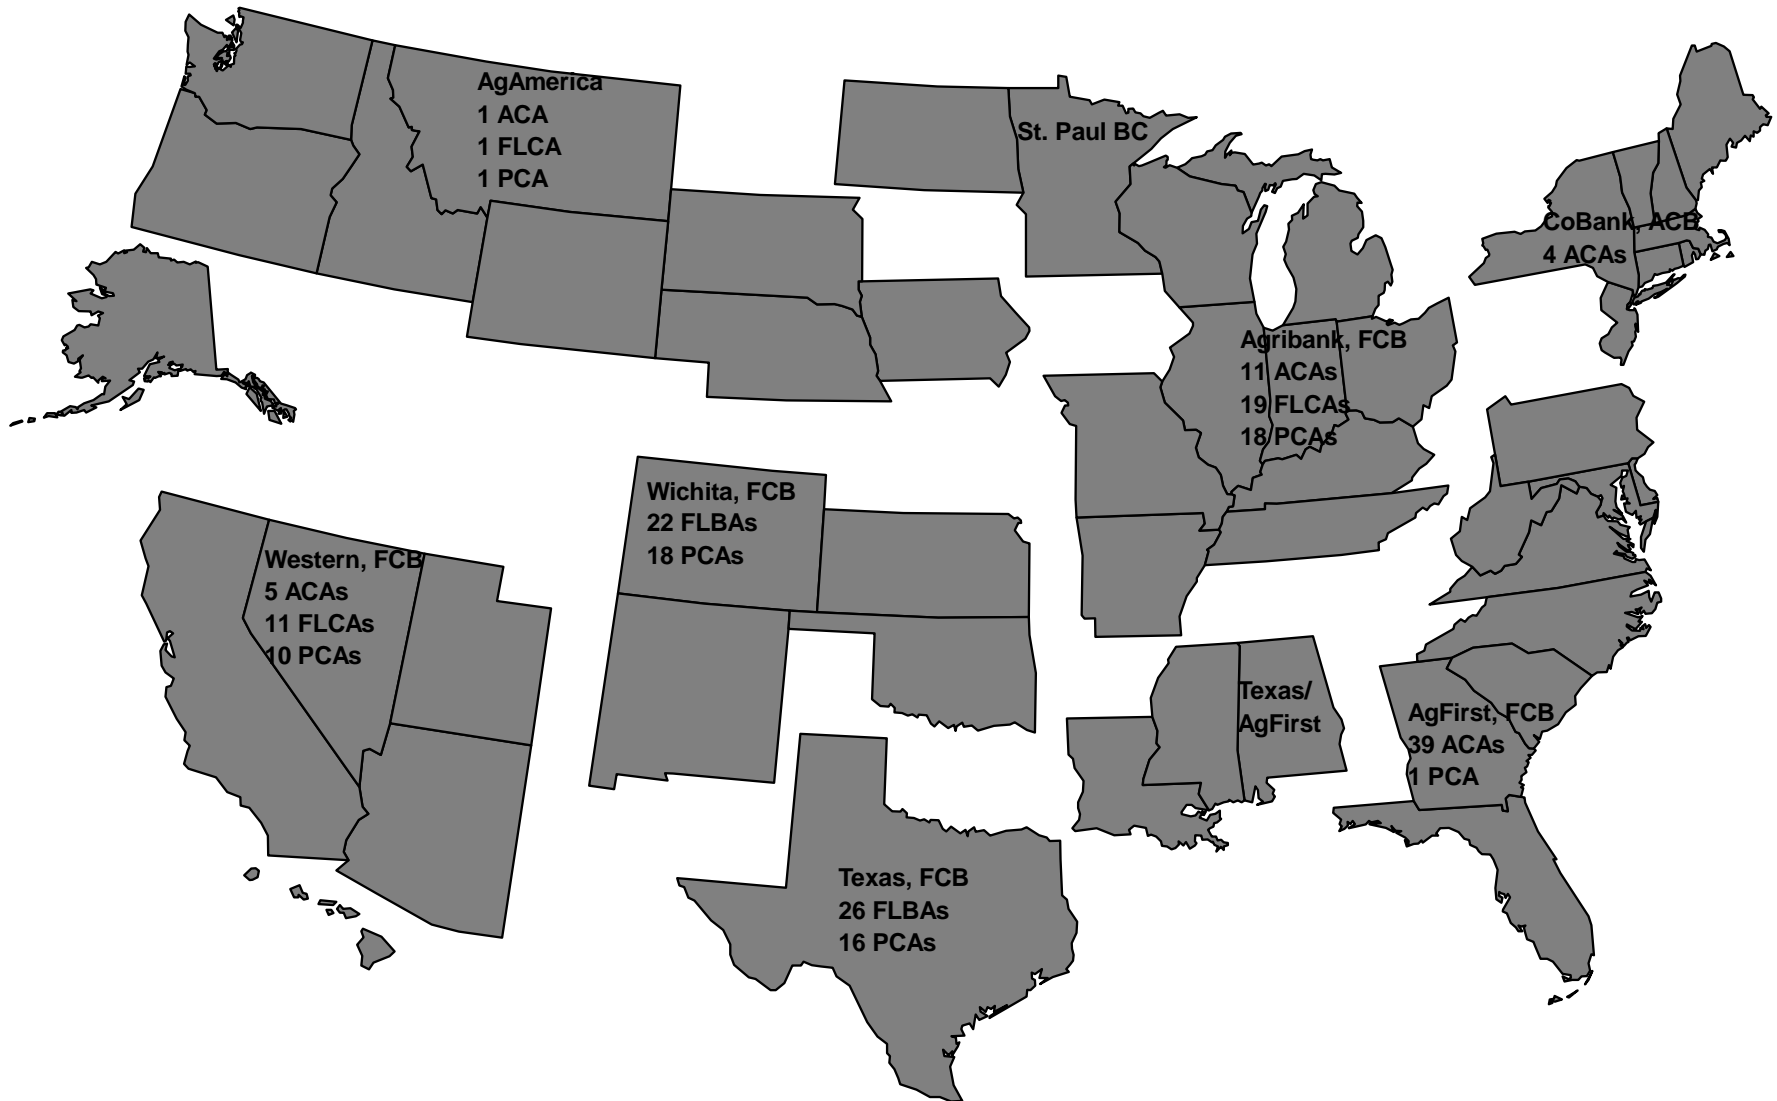 AgAmerica
1 ACA
1 FLCA
1 PCA
St. Paul BC
CoBank, ACB
4 ACAs
Agribank, FCB
11 ACAs
19 FLCAs
18 PCAs
Wichita, FCB
22 FLBAs
18 PCAs
Western, FCB
5 ACAs
11 FLCAs
10 PCAs
Texas/
AgFirst
AgFirst, FCB
39 ACAs
1 PCA
Texas, FCB
26 FLBAs
16 PCAs